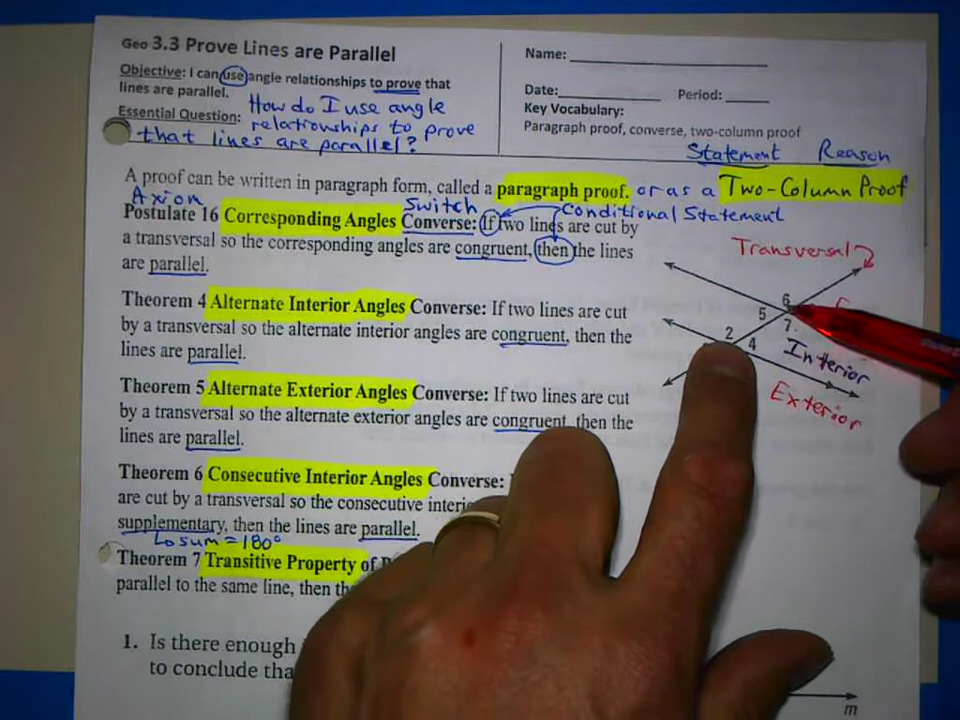 Geo 3.3 Prove Lines are Parallel
Objective: I can use angle relationships to prove that
lines are parallel.
Essential Question: How do I use angle
relationships to prove
that lines are parallel?
Name:
Date: Period:
Key Vocabulary:
Paragraph proof, converse, two-column proof
Statement Reason
A proof can be written in paragraph form, called a paragraph proof. or as a Two-Column Proof
Axion Switch Conditional Statement
Postulate 16 Corresponding Angles Converse: If two lines are cut by
a transversal so the corresponding angles are congruent, then the lines
are parallel.
Theorem 4 Alternate Interior Angles Converse: If two lines are cut
by a transversal so the alternate interior angles are congruent, then the
lines are parallel.
Theorem 5 Alternate Exterior Angles Converse: If two lines are cut
by a transversal so the alternate exterior angles are congruent, then the
lines are parallel.
Theorem 6 Consecutive Interior Angles Converse:
are cut by a transversal so the consecutive
supplementary, then the lines are parallel.
sum = 180°
Theorem 7 Transitive Property of
parallel to the same line, then
1. Is there enough
to conclude
Transversal
6
5
7
2
4
Interior
Exterior
m